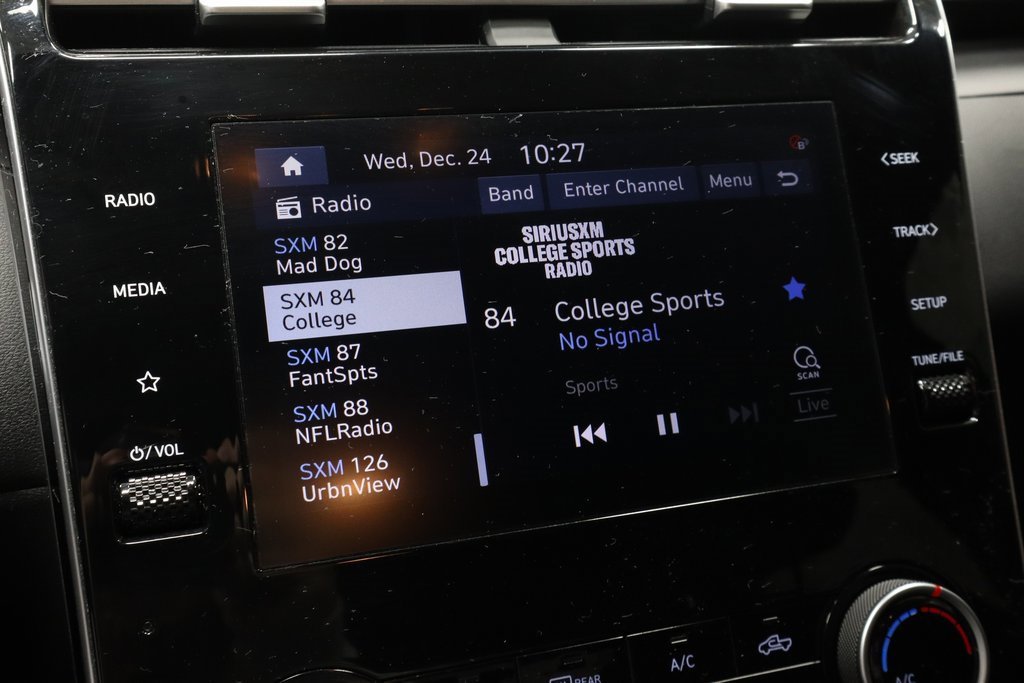 Wed, Dec. 24 10:27
Radio
Band
Enter Channel
Menu
SXM 82
Mad Dog
SXM 84
College
SXM 87
FantSpts
SXM 88
NFLRadio
SXM 126
UrbnView
SIRIUSXM
COLLEGE SPORTS
RADIO
84
College Sports
No Signal
Sports
SCAN
Live
RADIO
MEDIA
/VOL
<SEEK
TRACK>
SETUP
TUNE/FILE
REAR
A/C
A/C